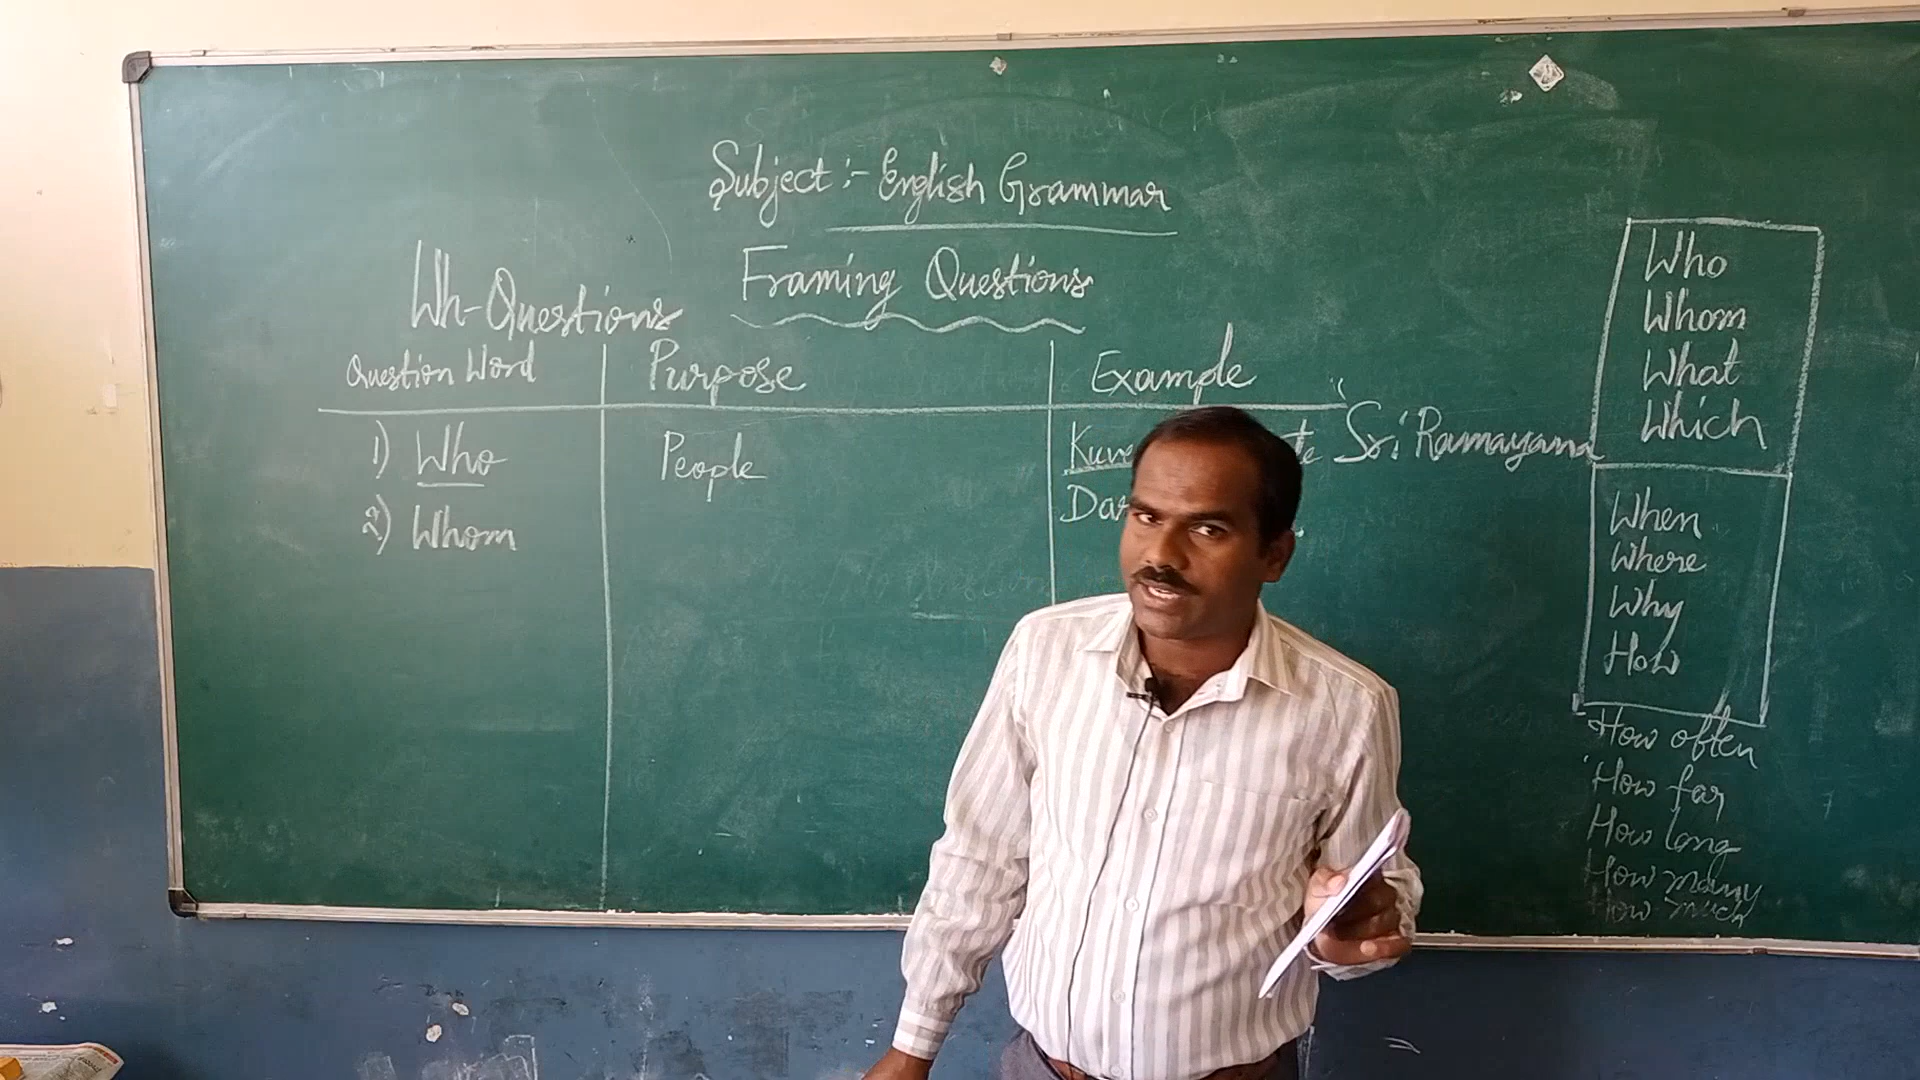 Subject :- English Grammar
Framing Questions
Wh-Questions
Question Word Purpose Example
1) Who People Kuve te "Sri Ramayana
2) Whom Da
Who
Whom
What
Which
When
Where
Why
How
How often
How far
How long
How many
How much